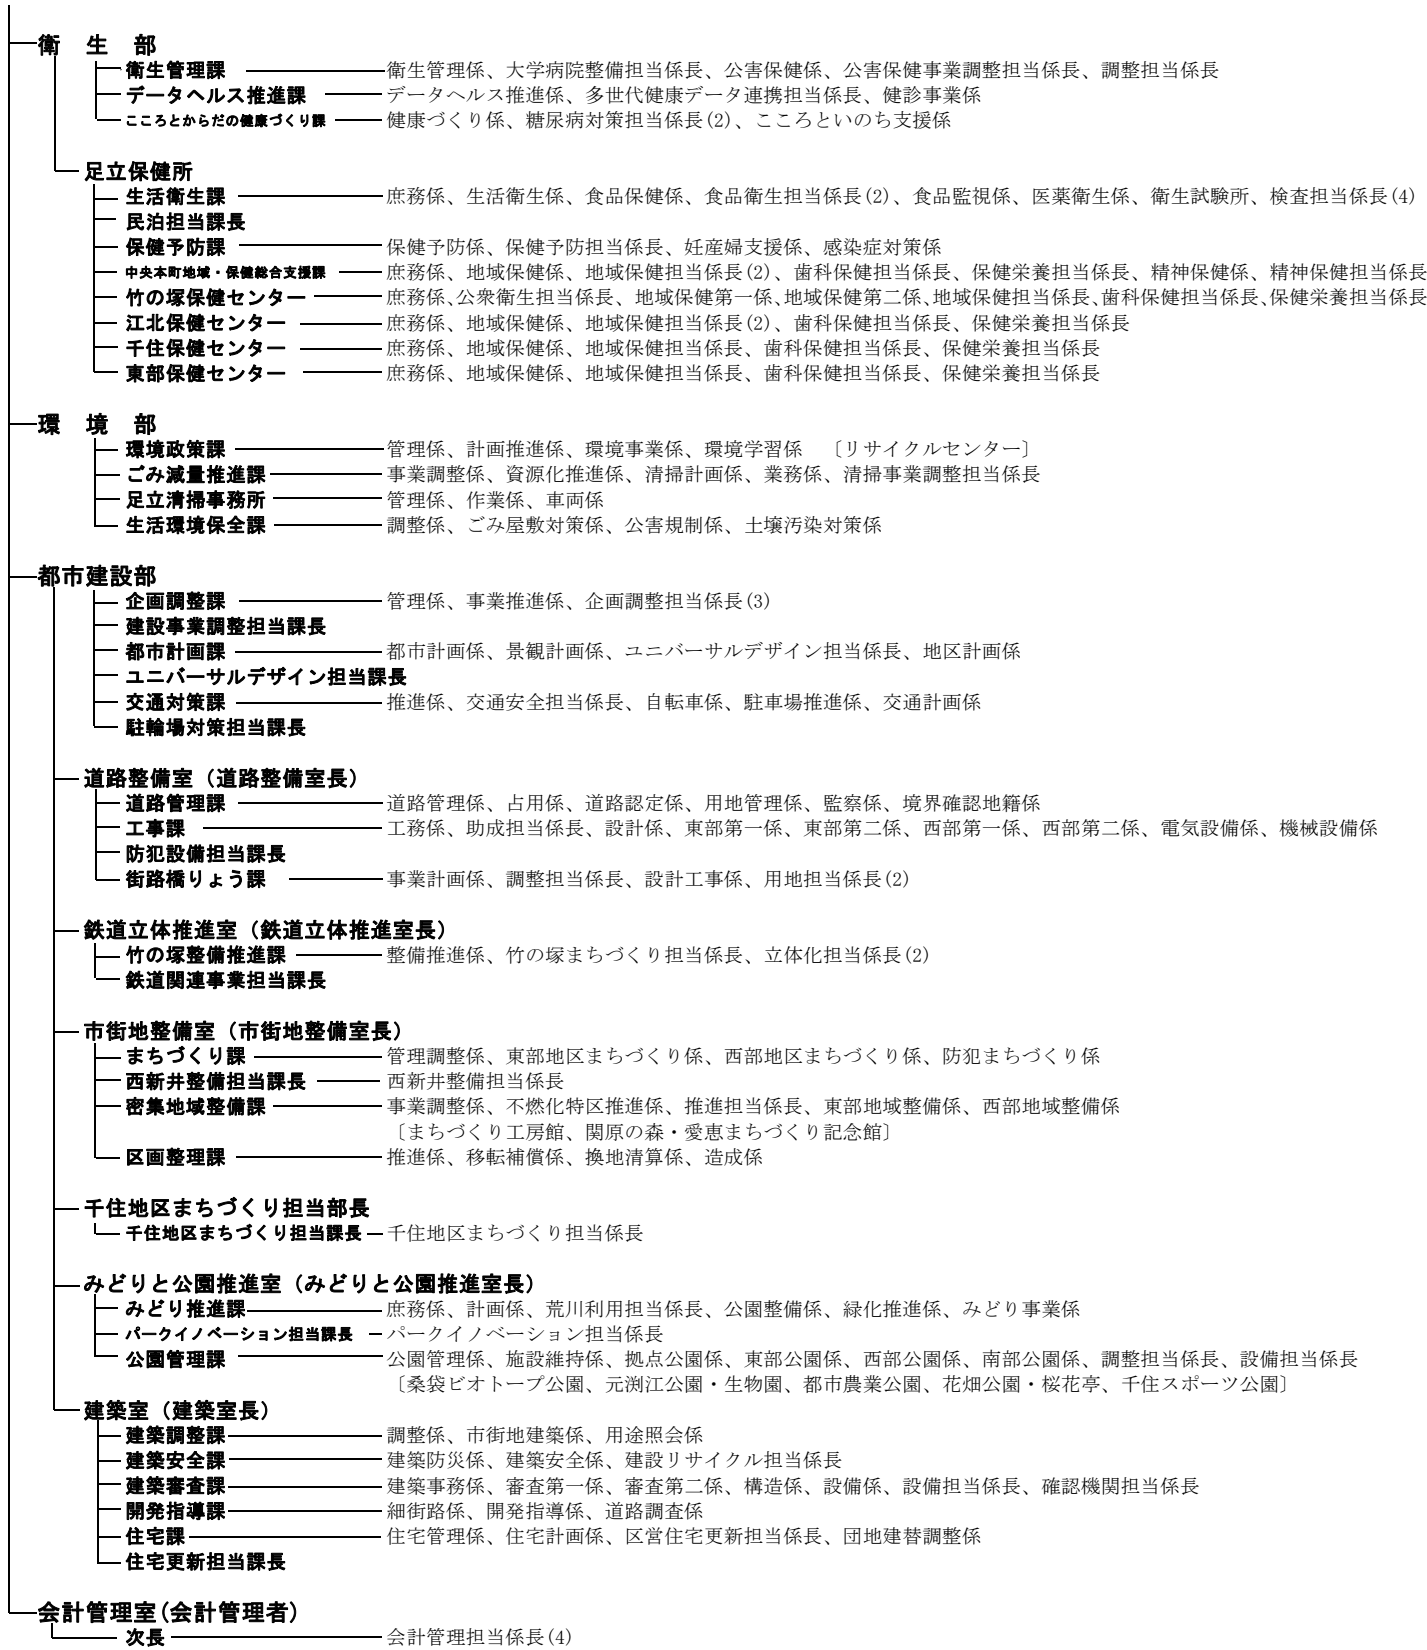 衛　生　部
衛生管理課 衛生管理係、大学病院整備担当係長、公害保健係、公害保健事業調整担当係長、調整担当係長
データヘルス推進課 データヘルス推進係、多世代健康データ連携担当係長、健診事業係
こころとからだの健康づくり課 健康づくり係、糖尿病対策担当係長(2)、こころといのち支援係
足立保健所
生活衛生課 庶務係、生活衛生係、食品保健係、食品衛生担当係長(2)、食品監視係、医薬衛生係、衛生試験所、検査担当係長(4)
民泊担当課長
保健予防課 保健予防係、保健予防担当係長、妊産婦支援係、感染症対策係
中央本町地域・保健総合支援課 庶務係、地域保健係、地域保健担当係長(2)、歯科保健担当係長、保健栄養担当係長、精神保健係、精神保健担当係長
竹の塚保健センター 庶務係、公衆衛生担当係長、地域保健第一係、地域保健第二係、地域保健担当係長、歯科保健担当係長、保健栄養担当係長
江北保健センター 庶務係、地域保健係、地域保健担当係長(2)、歯科保健担当係長、保健栄養担当係長
千住保健センター 庶務係、地域保健係、地域保健担当係長、歯科保健担当係長、保健栄養担当係長
東部保健センター 庶務係、地域保健係、地域保健担当係長、歯科保健担当係長、保健栄養担当係長
環　境　部
環境政策課 管理係、計画推進係、環境事業係、環境学習係　〔リサイクルセンター〕
ごみ減量推進課 事業調整係、資源化推進係、清掃計画係、業務係、清掃事業調整担当係長
足立清掃事務所 管理係、作業係、車両係
生活環境保全課 調整係、ごみ屋敷対策係、公害規制係、土壌汚染対策係
都市建設部
企画調整課 管理係、事業推進係、企画調整担当係長(3)
建設事業調整担当課長
都市計画課 都市計画係、景観計画係、ユニバーサルデザイン担当係長、地区計画係
ユニバーサルデザイン担当課長
交通対策課 推進係、交通安全担当係長、自転車係、駐車場推進係、交通計画係
駐輪場対策担当課長
道路整備室（道路整備室長）
道路管理課 道路管理係、占用係、道路認定係、用地管理係、監察係、境界確認地籍係
工事課 工務係、助成担当係長、設計係、東部第一係、東部第二係、西部第一係、西部第二係、電気設備係、機械設備係
防犯設備担当課長
街路橋りょう課 事業計画係、調整担当係長、設計工事係、用地担当係長(2)
鉄道立体推進室（鉄道立体推進室長）
竹の塚整備推進課 整備推進係、竹の塚まちづくり担当係長、立体化担当係長(2)
鉄道関連事業担当課長
市街地整備室（市街地整備室長）
まちづくり課 管理調整係、東部地区まちづくり係、西部地区まちづくり係、防犯まちづくり係
西新井整備担当課長 西新井整備担当係長
密集地域整備課 事業調整係、不燃化特区推進係、推進担当係長、東部地域整備係、西部地域整備係
〔まちづくり工房館、関原の森・愛恵まちづくり記念館〕
区画整理課 推進係、移転補償係、換地清算係、造成係
千住地区まちづくり担当部長
千住地区まちづくり担当課長 千住地区まちづくり担当係長
みどりと公園推進室（みどりと公園推進室長）
みどり推進課 庶務係、計画係、荒川利用担当係長、公園整備係、緑化推進係、みどり事業係
パークイノベーション担当課長 パークイノベーション担当係長
公園管理課 公園管理係、施設維持係、拠点公園係、東部公園係、西部公園係、南部公園係、調整担当係長、設備担当係長
〔桑袋ビオトープ公園、元渕江公園・生物園、都市農業公園、花畑公園・桜花亭、千住スポーツ公園〕
建築室（建築室長）
建築調整課 調整係、市街地建築係、用途照会係
建築安全課 建築防災係、建築安全係、建設リサイクル担当係長
建築審査課 建築事務係、審査第一係、審査第二係、構造係、設備係、設備担当係長、確認機関担当係長
開発指導課 細街路係、開発指導係、道路調査係
住宅課 住宅管理係、住宅計画係、区営住宅更新担当係長、団地建替調整係
住宅更新担当課長
会計管理室(会計管理者)
次長 会計管理担当係長(4)